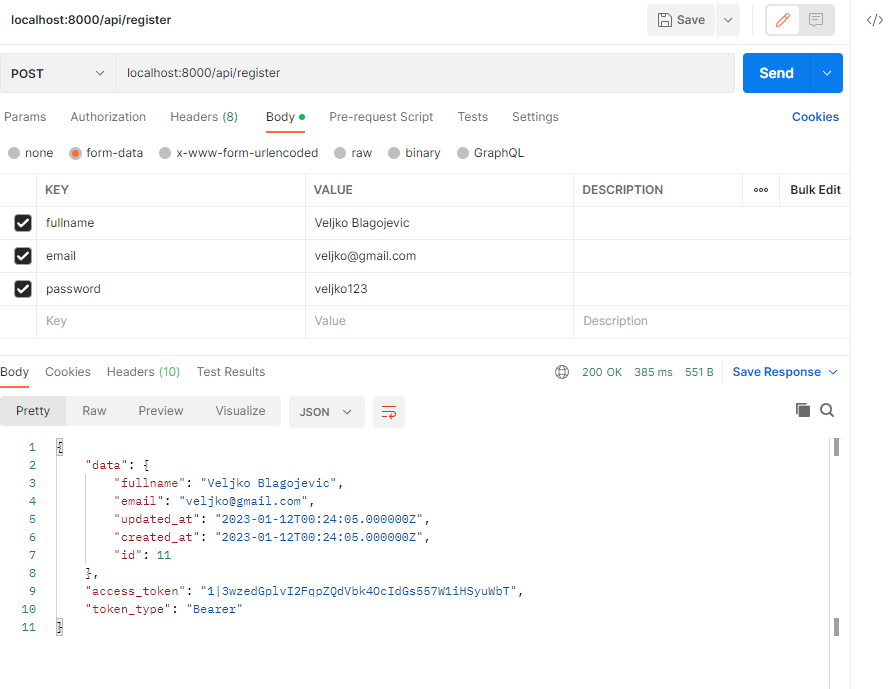 localhost:8000/api/register Save </>
POST localhost:8000/api/register Send
Params Authorization Headers (8) Body Pre-request Script Tests Settings Cookies
none form-data x-www-form-urlencoded raw binary GraphQL
KEY VALUE DESCRIPTION ooo Bulk Edit
fullname Veljko Blagojevic
email veljko@gmail.com
password veljko123
Key Value Description
Body Cookies Headers (10) Test Results 200 OK 385 ms 551 B Save Response
Pretty Raw Preview Visualize JSON
1 {
2 "data": {
3 "fullname": "Veljko Blagojevic",
4 "email": "veljko@gmail.com",
5 "updated_at": "2023-01-12T00:24:05.000000Z",
6 "created_at": "2023-01-12T00:24:05.000000Z",
7 "id": 11
8 },
9 "access_token": "1|3wzedGplvI2FqpZQdVbk4OcIdGs557W1iHSyuWbT",
10 "token_type": "Bearer"
11 }